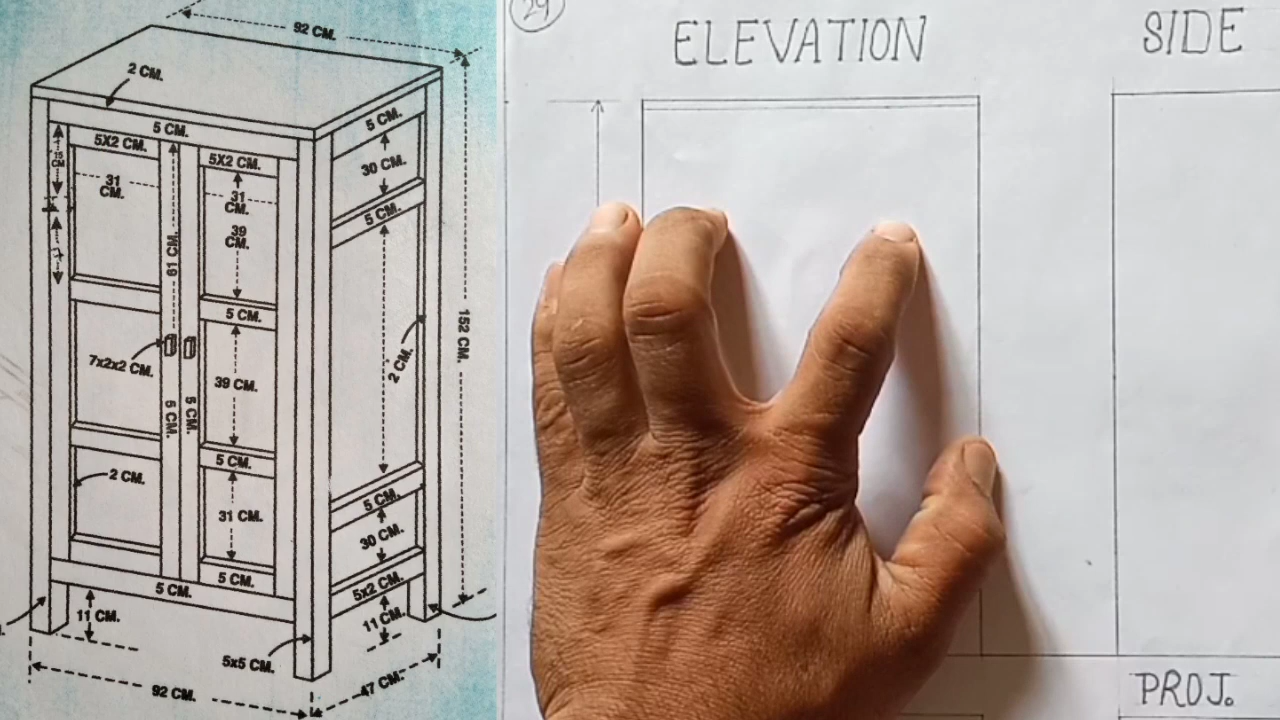 92 CM.
2 CM.
5 CM.
5 CM.
5X2 CM.
5X2 CM.
15 CM
31 CM.
31 CM.
30 CM.
5 CM.
39 CM.
61 CM.
5 CM.
152 CM.
7x2x2 CM.
39 CM.
2 CM.
5 CM.
5 CM.
5 CM.
2 CM.
31 CM.
5 CM.
30 CM.
5 CM.
5 CM.
5x2 CM.
11 CM.
11 CM.
5x5 CM.
92 CM.
47 CM.
29
ELEVATION
SIDE
PROJ.